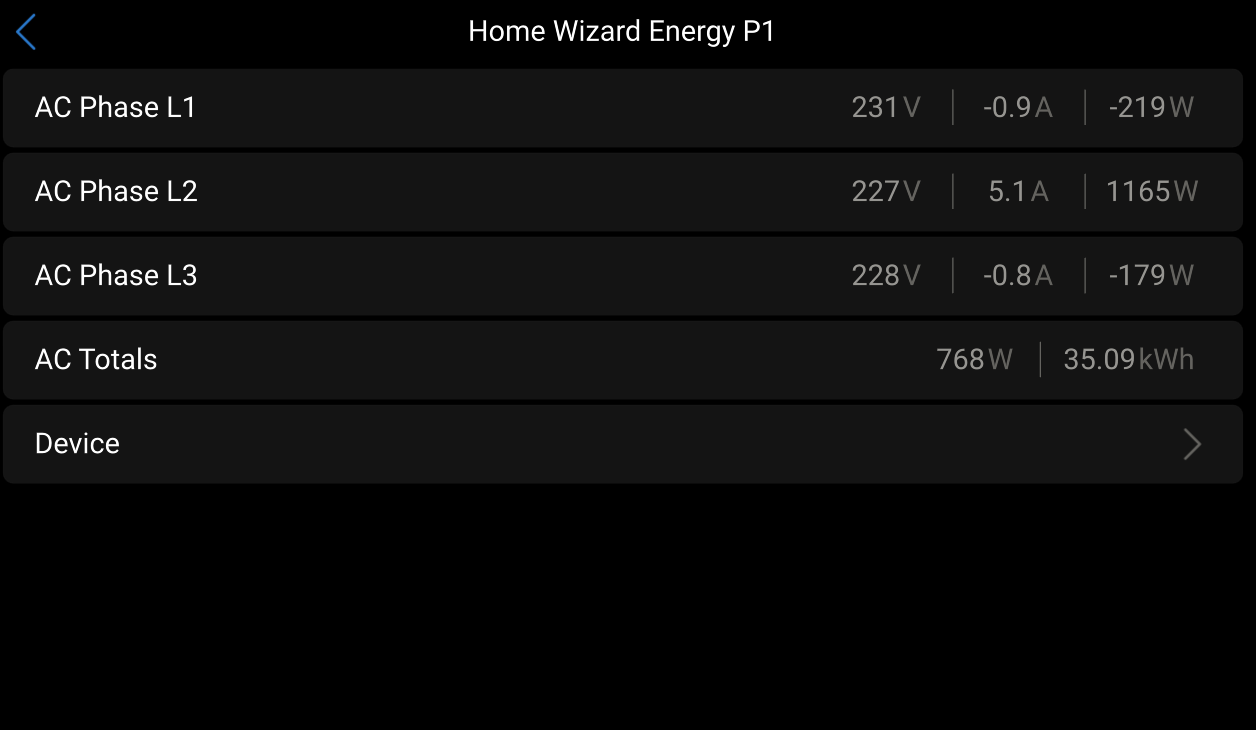 Home Wizard Energy P1
AC Phase L1 231V -0.9A -219W
AC Phase L2 227V 5.1A 1165W
AC Phase L3 228V -0.8A -179W
AC Totals 768W 35.09kWh
Device